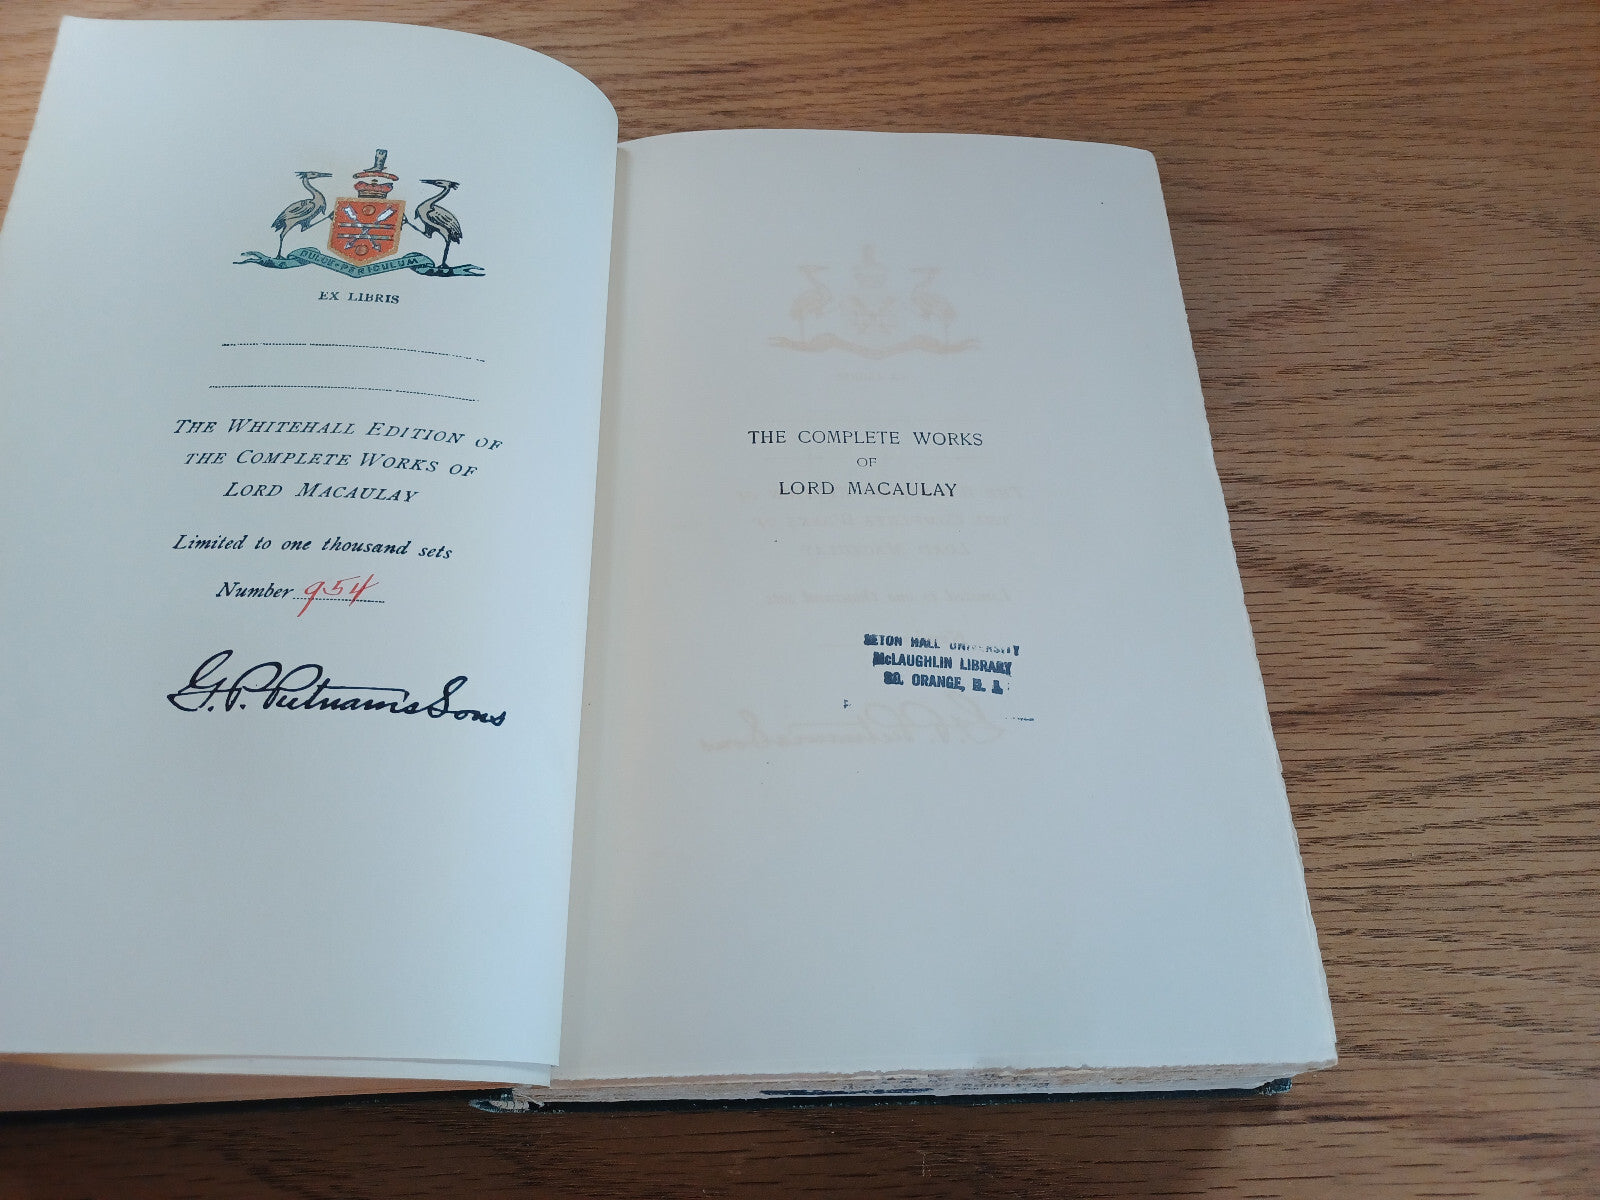 DULCE·PERICULUM
EX LIBRIS
THE WHITEHALL EDITION OF
THE COMPLETE WORKS OF
LORD MACAULAY
Limited to one thousand sets
Number 954
G. P. Putnam's Sons
THE COMPLETE WORKS
OF
LORD MACAULAY
SETON HALL UNIVERSITY
McLAUGHLIN LIBRARY
SO. ORANGE, N. J.